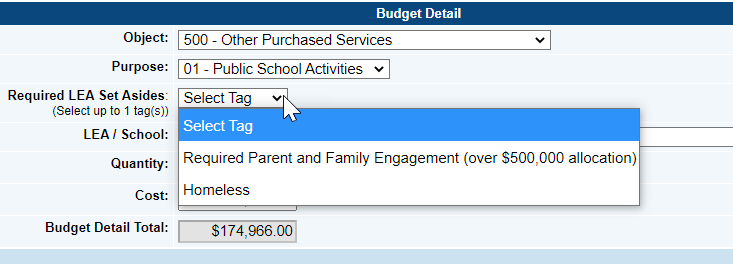 Budget Detail
Object: 500 - Other Purchased Services
Purpose: 01 - Public School Activities
Required LEA Set Asides: Select Tag
(Select up to 1 tag(s))
Select Tag
LEA / School:
Required Parent and Family Engagement (over $500,000 allocation)
Quantity:
Homeless
Cost:
Budget Detail Total: $174,966.00